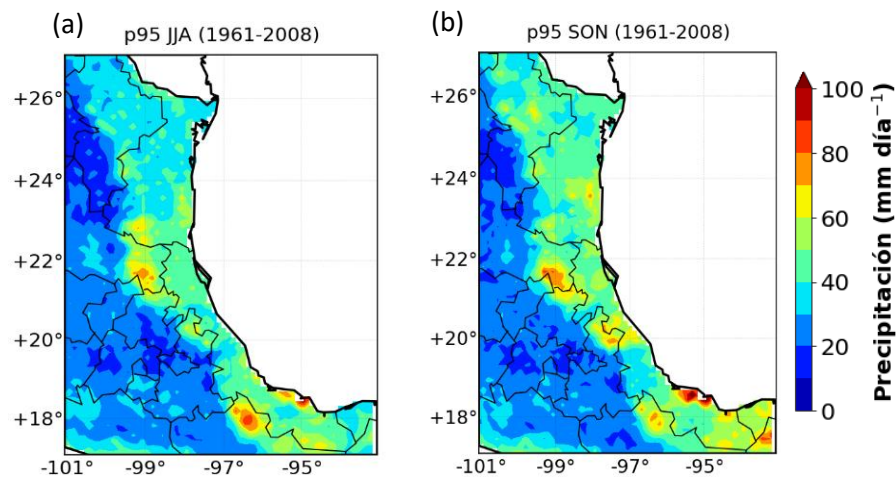 (a)
p95 JJA (1961-2008)
+26°
+24°
+22°
+20°
+18°
-101° -99° -97° -95°
(b)
p95 SON (1961-2008)
+26°
+24°
+22°
+20°
+18°
-101° -99° -97° -95°
100
80
60
40
20
0
Precipitación (mm día⁻¹)